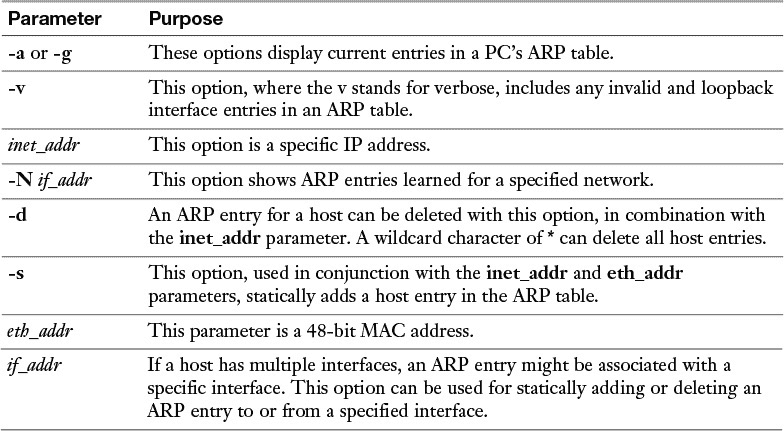 Parameter Purpose
-a or -g These options display current entries in a PC's ARP table.
-v This option, where the v stands for verbose, includes any invalid and loopback
interface entries in an ARP table.
inet_addr This option is a specific IP address.
-N if_addr This option shows ARP entries learned for a specified network.
-d An ARP entry for a host can be deleted with this option, in combination with
the inet_addr parameter. A wildcard character of * can delete all host entries.
-s This option, used in conjunction with the inet_addr and eth_addr
parameters, statically adds a host entry in the ARP table.
eth_addr This parameter is a 48-bit MAC address.
if_addr If a host has multiple interfaces, an ARP entry might be associated with a
specific interface. This option can be used for statically adding or deleting an
ARP entry to or from a specified interface.